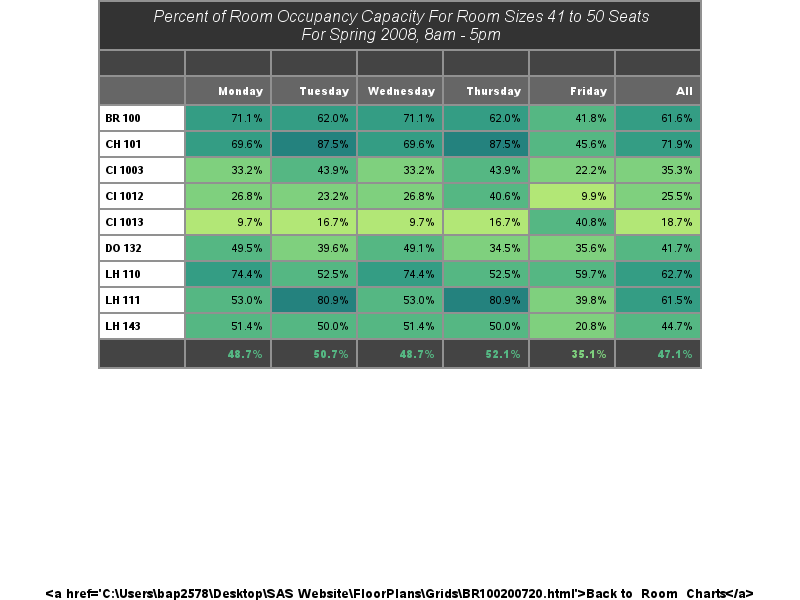 Percent of Room Occupancy Capacity For Room Sizes 41 to 50 Seats
For Spring 2008, 8am - 5pm
Monday Tuesday Wednesday Thursday Friday All
BR 100 71.1% 62.0% 71.1% 62.0% 41.8% 61.6%
CH 101 69.6% 87.5% 69.6% 87.5% 45.6% 71.9%
CI 1003 33.2% 43.9% 33.2% 43.9% 22.2% 35.3%
CI 1012 26.8% 23.2% 26.8% 40.6% 9.9% 25.5%
CI 1013 9.7% 16.7% 9.7% 16.7% 40.8% 18.7%
DO 132 49.5% 39.6% 49.1% 34.5% 35.6% 41.7%
LH 110 74.4% 52.5% 74.4% 52.5% 59.7% 62.7%
LH 111 53.0% 80.9% 53.0% 80.9% 39.8% 61.5%
LH 143 51.4% 50.0% 51.4% 50.0% 20.8% 44.7%
48.7% 50.7% 48.7% 52.1% 35.1% 47.1%
<a href='C:\Users\bap2578\Desktop\SAS Website\FloorPlans\Grids\BR100200720.html'>Back to Room Charts</a>